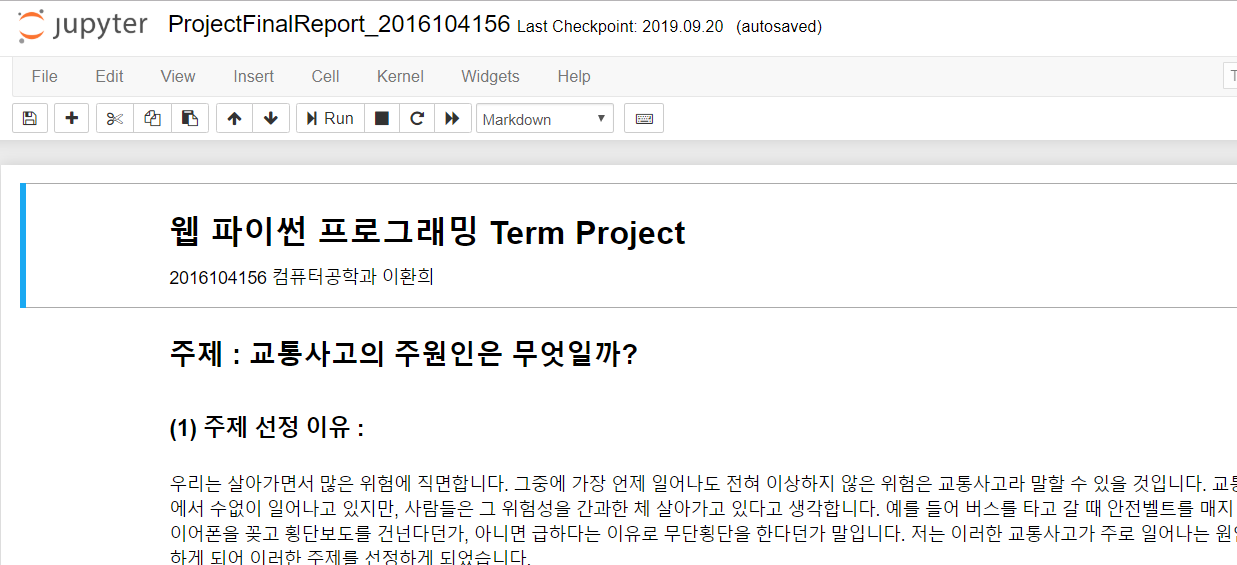 jupyter ProjectFinalReport_2016104156 Last Checkpoint: 2019.09.20 (autosaved)
File Edit View Insert Cell Kernel Widgets Help
Run Markdown
웹 파이썬 프로그래밍 Term Project
2016104156 컴퓨터공학과 이환희
주제 : 교통사고의 주원인은 무엇일까?
(1) 주제 선정 이유 :
우리는 살아가면서 많은 위험에 직면합니다. 그중에 가장 언제 일어나도 전혀 이상하지 않은 위험은 교통사고라 말할 수 있을 것입니다.
에서 수없이 일어나고 있지만, 사람들은 그 위험성을 간과한 체 살아가고 있다고 생각합니다. 예를 들어 버스를 타고 갈 때 안전벨트를 매지
이어폰을 꽂고 횡단보도를 건넌다던가, 아니면 급하다는 이유로 무단횡단을 한다던가 말입니다. 저는 이러한 교통사고가 주로 일어나는
하게 되어 이러한 주제를 선정하게 되었습니다.